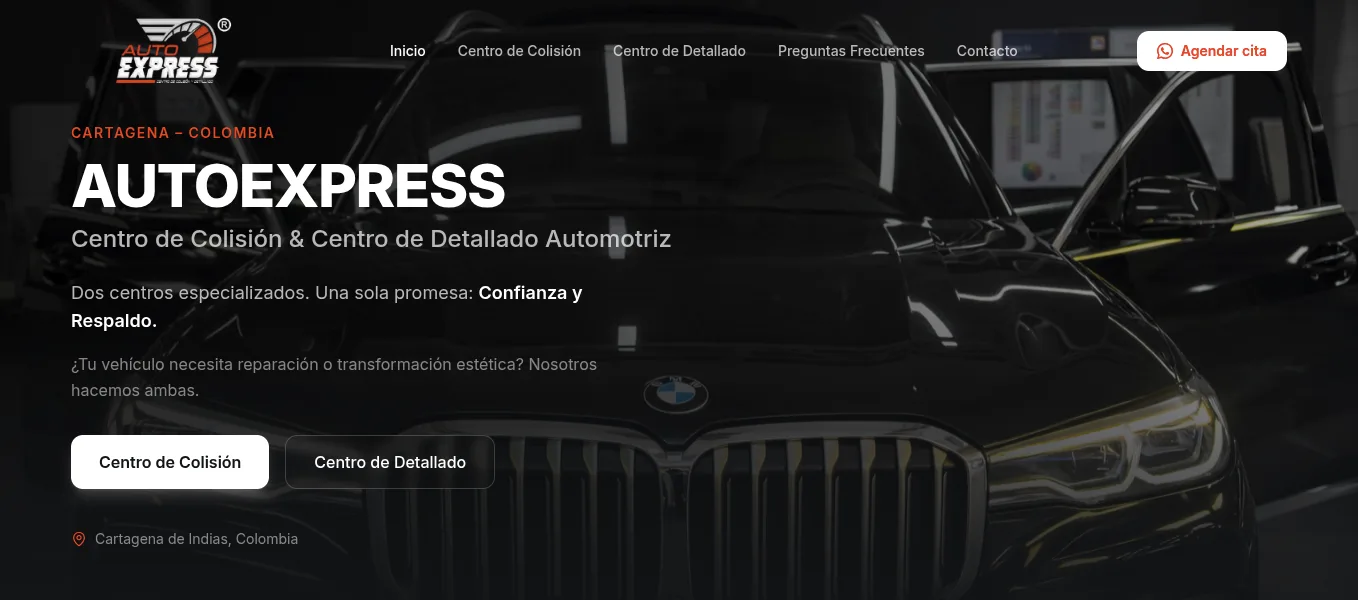 AUTO
EXPRESS
®
Inicio
Centro de Colisión
Centro de Detallado
Preguntas Frecuentes
Contacto
Agendar cita
CARTAGENA – COLOMBIA
AUTOEXPRESS
Centro de Colisión & Centro de Detallado Automotriz
Dos centros especializados. Una sola promesa: Confianza y
Respaldo.
¿Tu vehículo necesita reparación o transformación estética? Nosotros
hacemos ambas.
Centro de Colisión
Centro de Detallado
Cartagena de Indias, Colombia